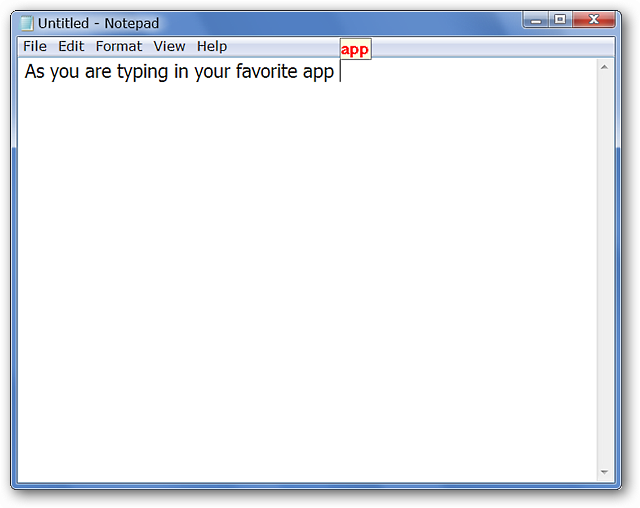 Untitled - Notepad
File Edit Format View Help
app
As you are typing in your favorite app